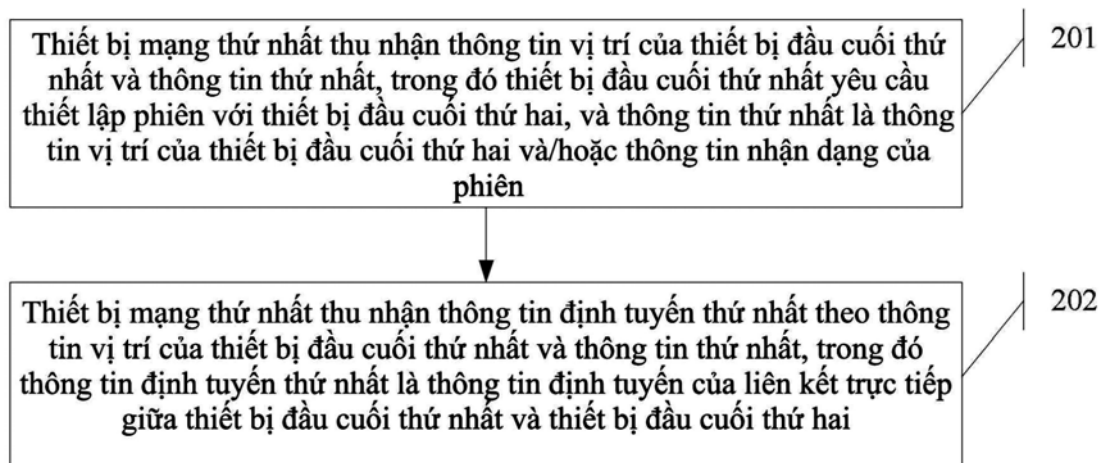 Thiết bị mạng thứ nhất thu nhận thông tin vị trí của thiết bị đầu cuối thứ
nhất và thông tin thứ nhất, trong đó thiết bị đầu cuối thứ nhất yêu cầu
thiết lập phiên với thiết bị đầu cuối thứ hai, và thông tin thứ nhất là thông
tin vị trí của thiết bị đầu cuối thứ hai và/hoặc thông tin nhận dạng của
phiên
201
Thiết bị mạng thứ nhất thu nhận thông tin định tuyến thứ nhất theo thông
tin vị trí của thiết bị đầu cuối thứ nhất và thông tin thứ nhất, trong đó
thông tin định tuyến thứ nhất là thông tin định tuyến của liên kết trực tiếp
giữa thiết bị đầu cuối thứ nhất và thiết bị đầu cuối thứ hai
202